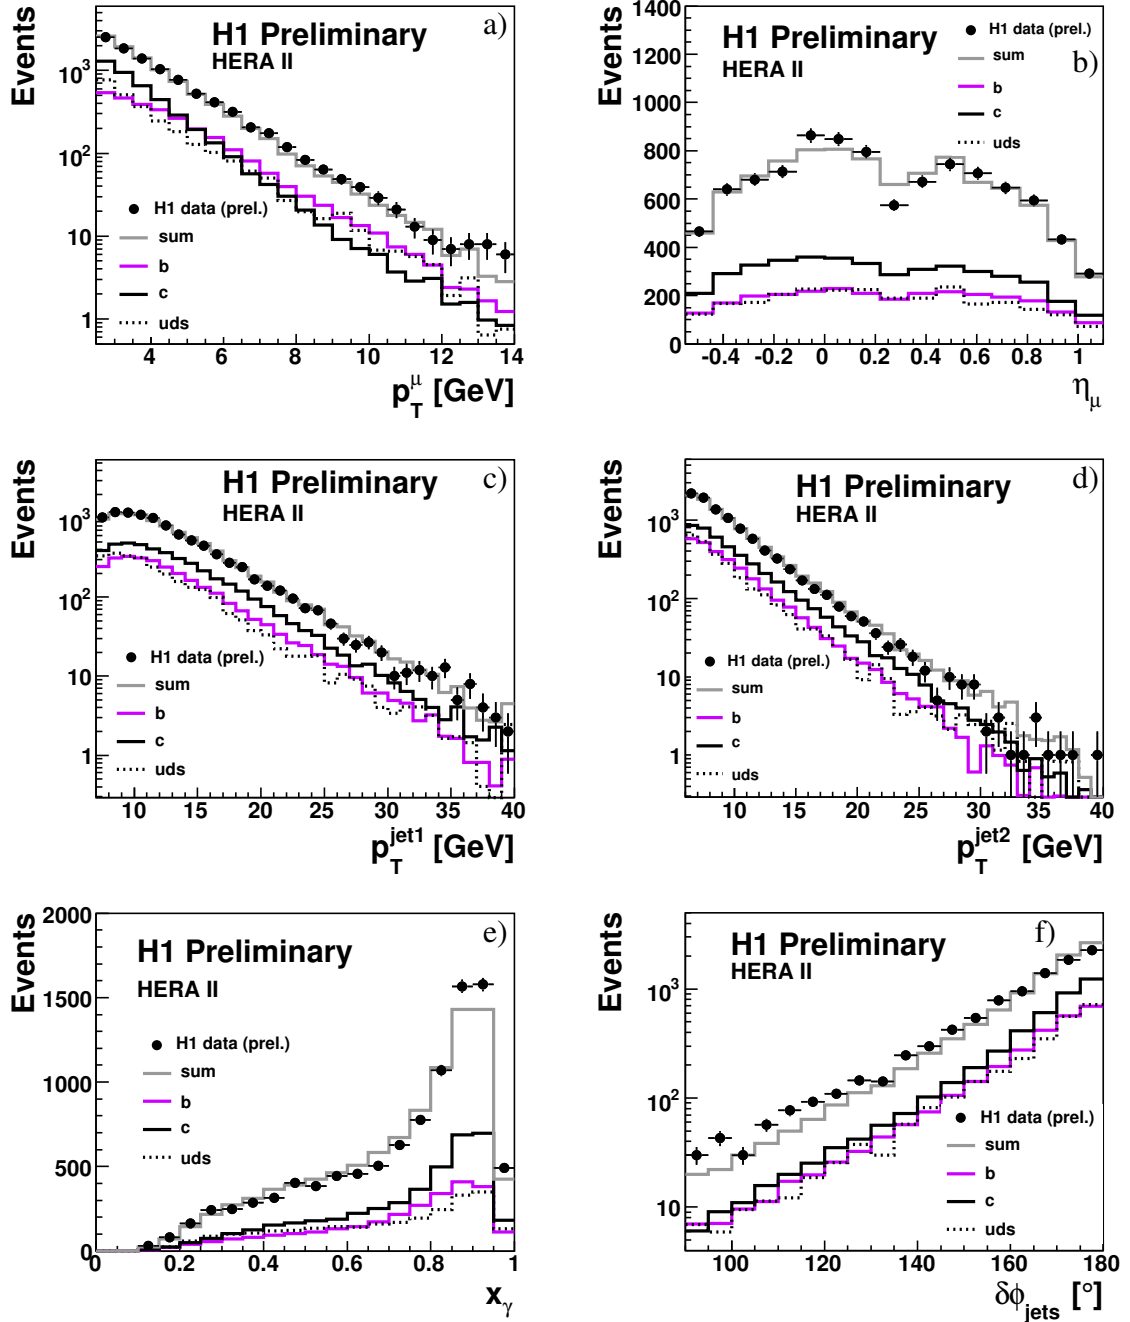 a)
H1 Preliminary
HERA II
Events
10³
10²
10
1
H1 data (prel.)
sum
b
c
uds
4 6 8 10 12 14
p_T^μ [GeV]
b)
H1 Preliminary
HERA II
Events
1400
1200
1000
800
600
400
200
0
H1 data (prel.)
sum
b
c
uds
-0.4 -0.2 0 0.2 0.4 0.6 0.8 1
η_μ
c)
H1 Preliminary
HERA II
Events
10³
10²
10
1
H1 data (prel.)
sum
b
c
uds
10 15 20 25 30 35 40
p_T^jet1 [GeV]
d)
H1 Preliminary
HERA II
Events
10³
10²
10
1
H1 data (prel.)
sum
b
c
uds
10 15 20 25 30 35 40
p_T^jet2 [GeV]
e)
H1 Preliminary
HERA II
Events
2000
1500
1000
500
0
H1 data (prel.)
sum
b
c
uds
0 0.2 0.4 0.6 0.8 1
x_γ
f)
H1 Preliminary
HERA II
Events
10³
10²
10
H1 data (prel.)
sum
b
c
uds
100 120 140 160 180
δϕ_jets [°]